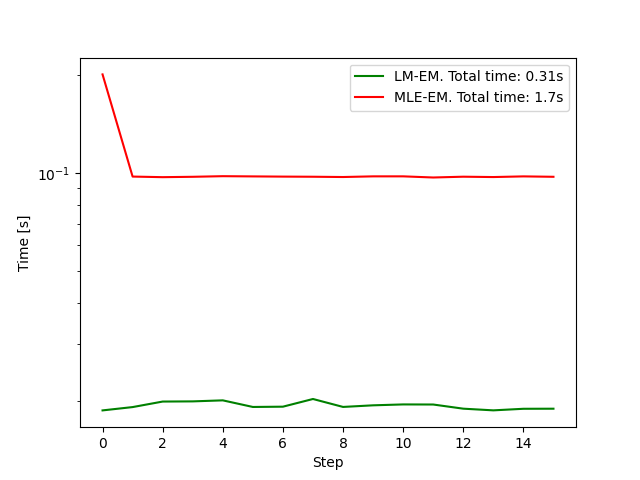 LM-EM. Total time: 0.31s
MLE-EM. Total time: 1.7s
10⁻¹
Time [s]
0 2 4 6 8 10 12 14
Step